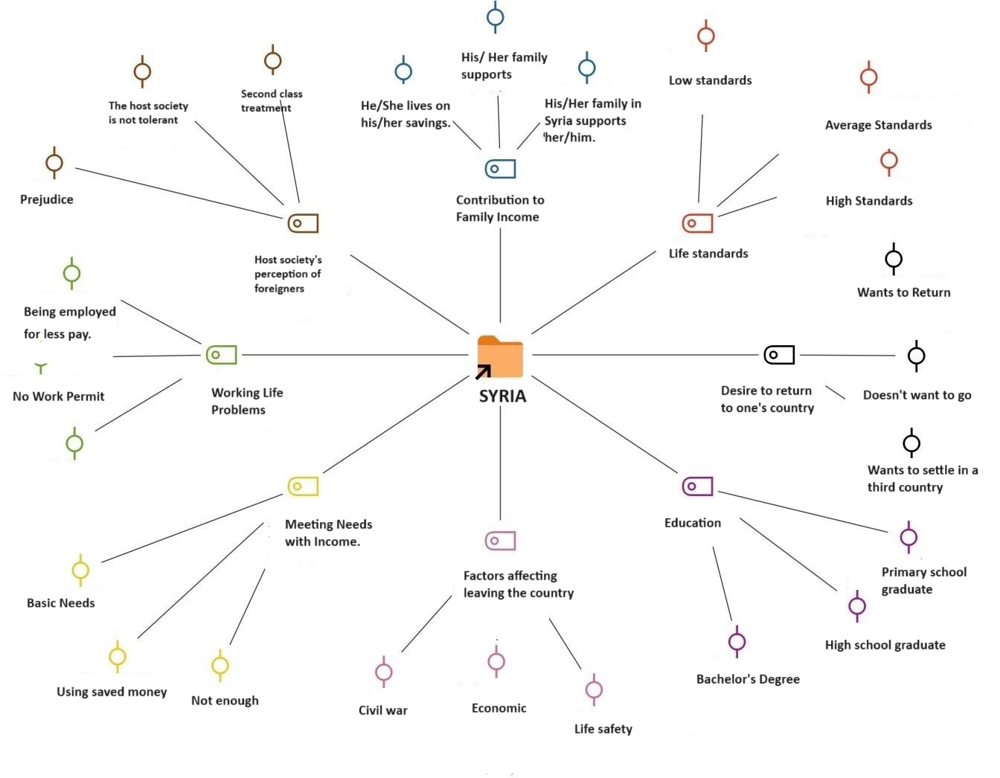 His/ Her family
supports
Low standards
The host society
is not tolerant
Second class
treatment
He/She lives on
his/her savings.
His/Her family in
Syria supports
her/him.
Average Standards
Prejudice
Contribution to
Family Income
High Standards
Life standards
Host society's
perception of
foreigners
Wants to Return
Being employed
for less pay.
No Work Permit
Working Life
Problems
SYRIA
Desire to return
to one's country
Doesn't want to go
Wants to settle in a
third country
Meeting Needs
with Income.
Education
Factors affecting
leaving the country
Primary school
graduate
Basic Needs
High school graduate
Using saved money
Not enough
Bachelor's Degree
Civil war
Economic
Life safety